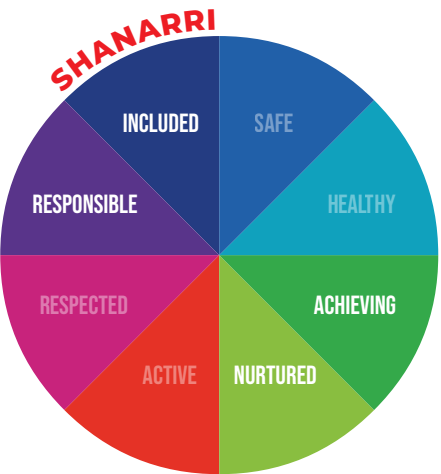 SHANARRI
SAFE
HEALTHY
ACHIEVING
NURTURED
ACTIVE
RESPECTED
RESPONSIBLE
INCLUDED